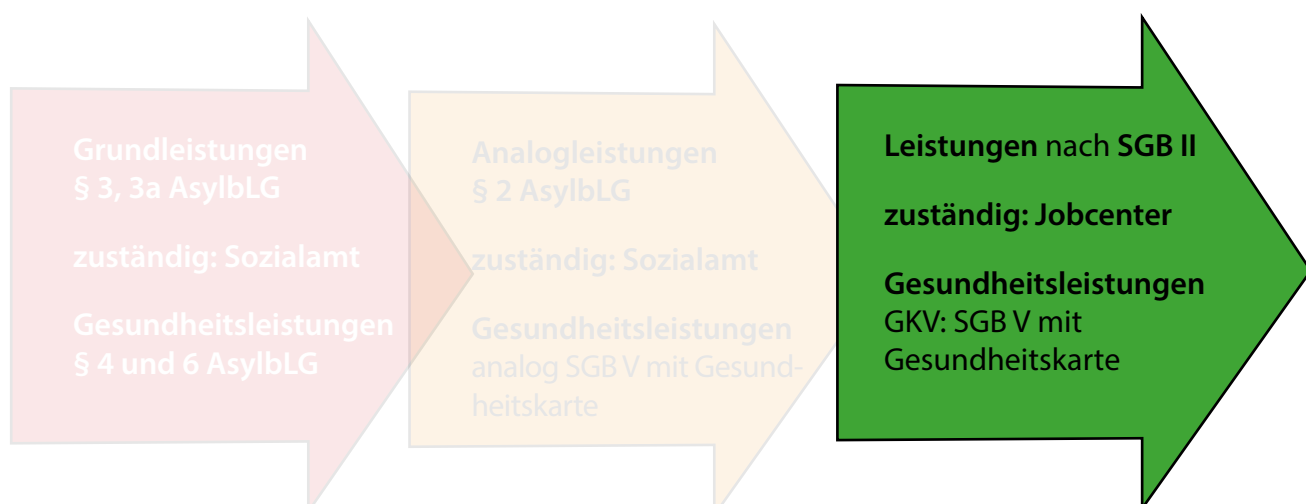 Grundleistungen
§ 3, 3a AsylbLG
zuständig: Sozialamt
Gesundheitsleistungen
§ 4 und 6 AsylbLG
Analogleistungen
§ 2 AsylbLG
zuständig: Sozialamt
Gesundheitsleistungen
analog SGB V mit Gesund-
heitskarte
Leistungen nach SGB II
zuständig: Jobcenter
Gesundheitsleistungen
GKV: SGB V mit
Gesundheitskarte